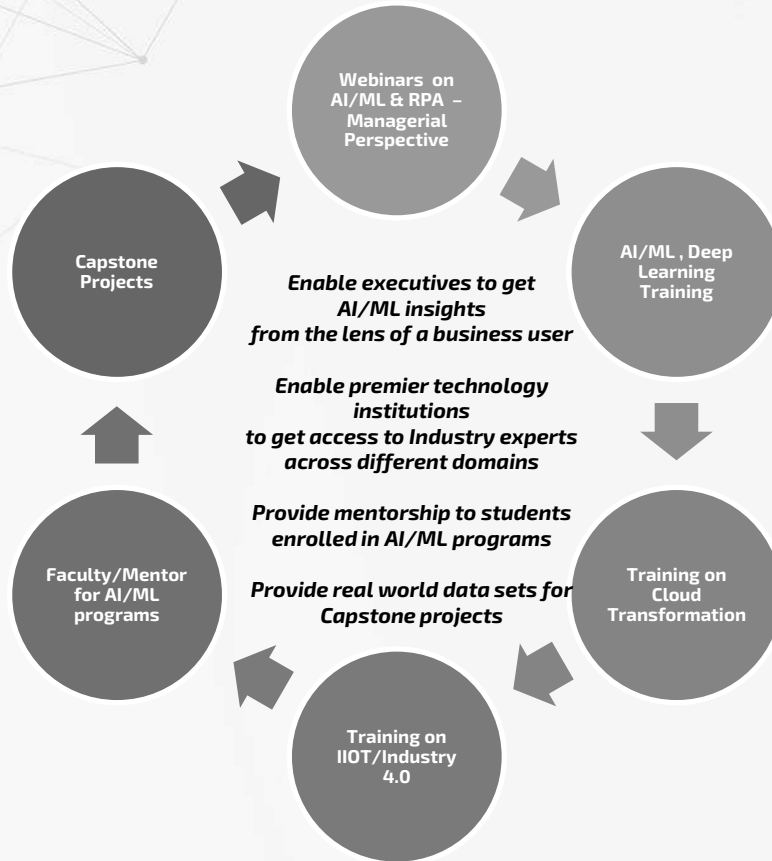 Webinars on
AI/ML & RPA –
Managerial
Perspective
AI/ML , Deep
Learning
Training
Training on
Cloud
Transformation
Training on
IIOT/Industry
4.0
Faculty/Mentor
for AI/ML
programs
Capstone
Projects
Enable executives to get
AI/ML insights
from the lens of a business user
Enable premier technology
institutions
to get access to Industry experts
across different domains
Provide mentorship to students
enrolled in AI/ML programs
Provide real world data sets for
Capstone projects